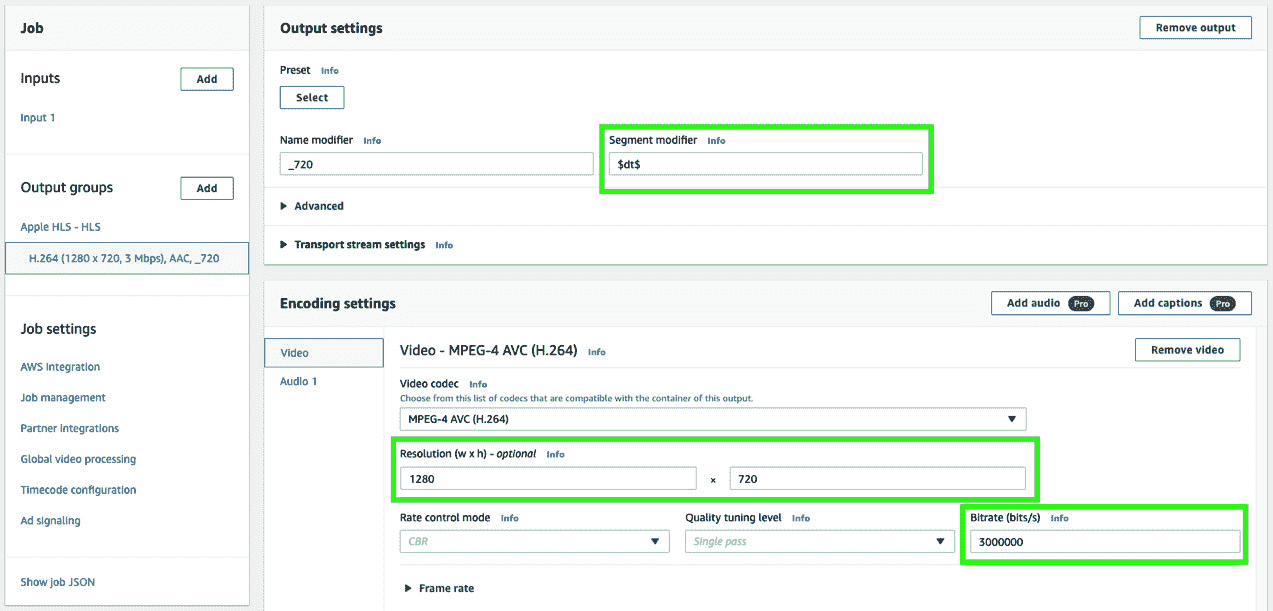 Job
Inputs
Add
Input 1
Output groups
Add
Apple HLS - HLS
H.264 (1280 x 720, 3 Mbps), AAC, _720
Job settings
AWS Integration
Job management
Partner integrations
Global video processing
Timecode configuration
Ad signaling
Show job JSON
Output settings
Remove output
Preset Info
Select
Name modifier Info
_720
Segment modifier Info
$dt$
Advanced
Transport stream settings Info
Encoding settings
Add audio Pro
Add captions Pro
Video
Audio 1
Video - MPEG-4 AVC (H.264) Info
Remove video
Video codec Info
Choose from this list of codecs that are compatible with the container of this output.
MPEG-4 AVC (H.264)
Resolution (w x h) - optional Info
1280 x 720
Rate control mode Info
CBR
Quality tuning level Info
Single pass
Bitrate (bits/s) Info
3000000
Frame rate